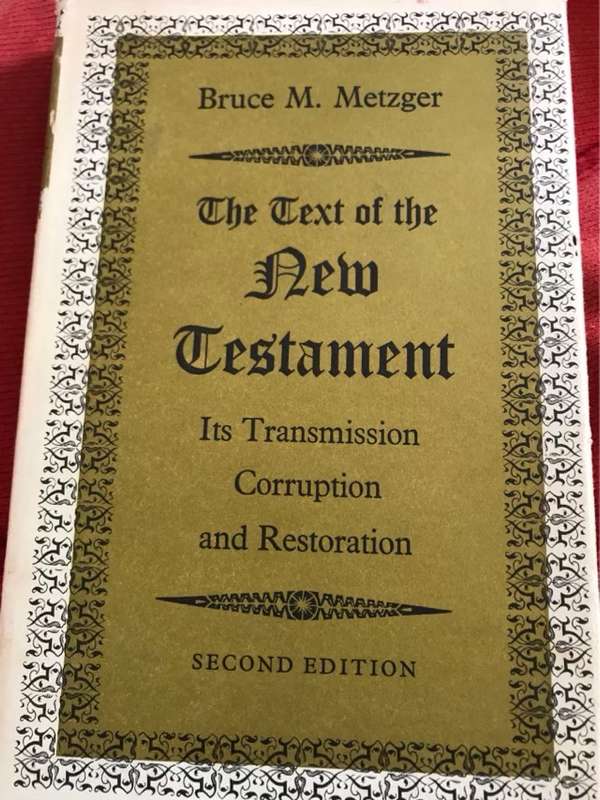 Bruce M. Metzger
The Text of the
New
Testament
Its Transmission
Corruption
and Restoration
SECOND EDITION